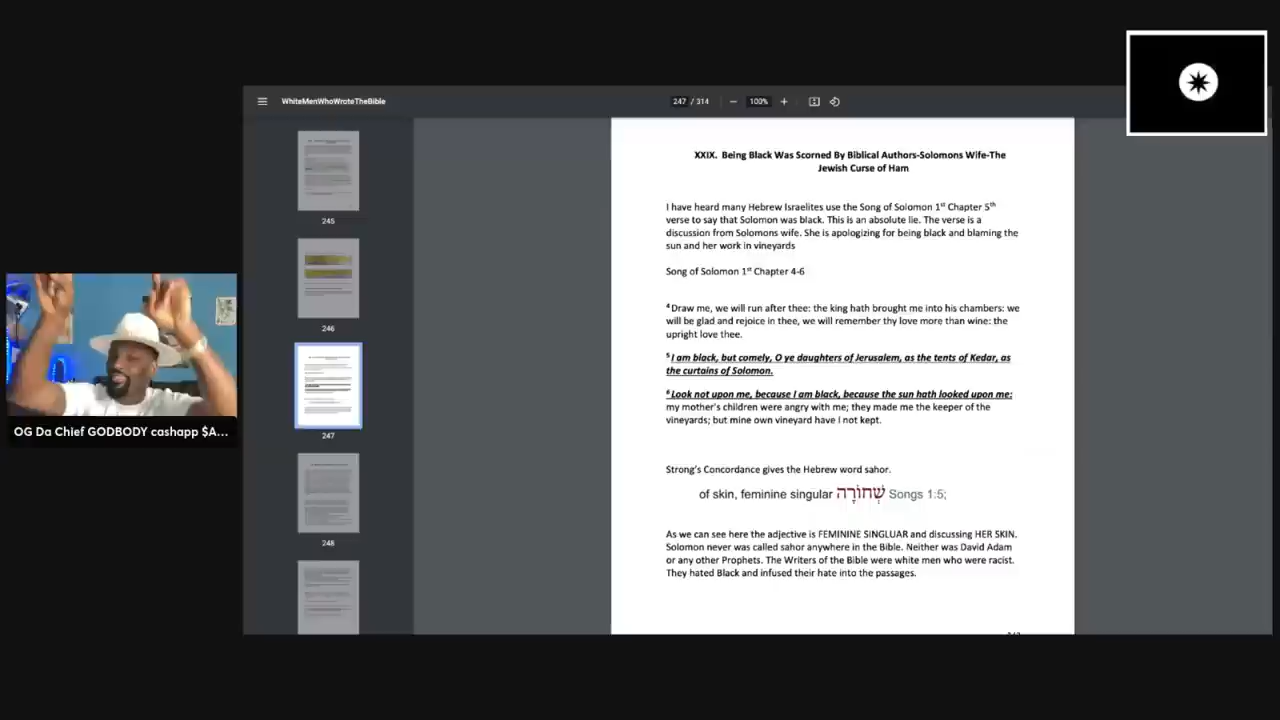 WhiteMenWhoWroteTheBible
247 / 314
100%
245
246
247
248
XXIX. Being Black Was Scorned By Biblical Authors-Solomons Wife-The
Jewish Curse of Ham
I have heard many Hebrew Israelites use the Song of Solomon 1st Chapter 5th
verse to say that Solomon was black. This is an absolute lie. The verse is a
discussion from Solomons wife. She is apologizing for being black and blaming the
sun and her work in vineyards
Song of Solomon 1st Chapter 4-6
4 Draw me, we will run after thee: the king hath brought me into his chambers: we
will be glad and rejoice in thee, we will remember thy love more than wine: the
upright love thee.
5 I am black, but comely, O ye daughters of Jerusalem, as the tents of Kedar, as
the curtains of Solomon.
6 Look not upon me, because I am black, because the sun hath looked upon me:
my mother's children were angry with me; they made me the keeper of the
vineyards; but mine own vineyard have I not kept.
Strong's Concordance gives the Hebrew word sahor.
of skin, feminine singular שְׁחוֹרָה Songs 1:5;
As we can see here the adjective is FEMININE SINGLUAR and discussing HER SKIN.
Solomon never was called sahor anywhere in the Bible. Neither was David Adam
or any other Prophets. The Writers of the Bible were white men who were racist.
They hated Black and infused their hate into the passages.
OG Da Chief GODBODY cashapp $A...